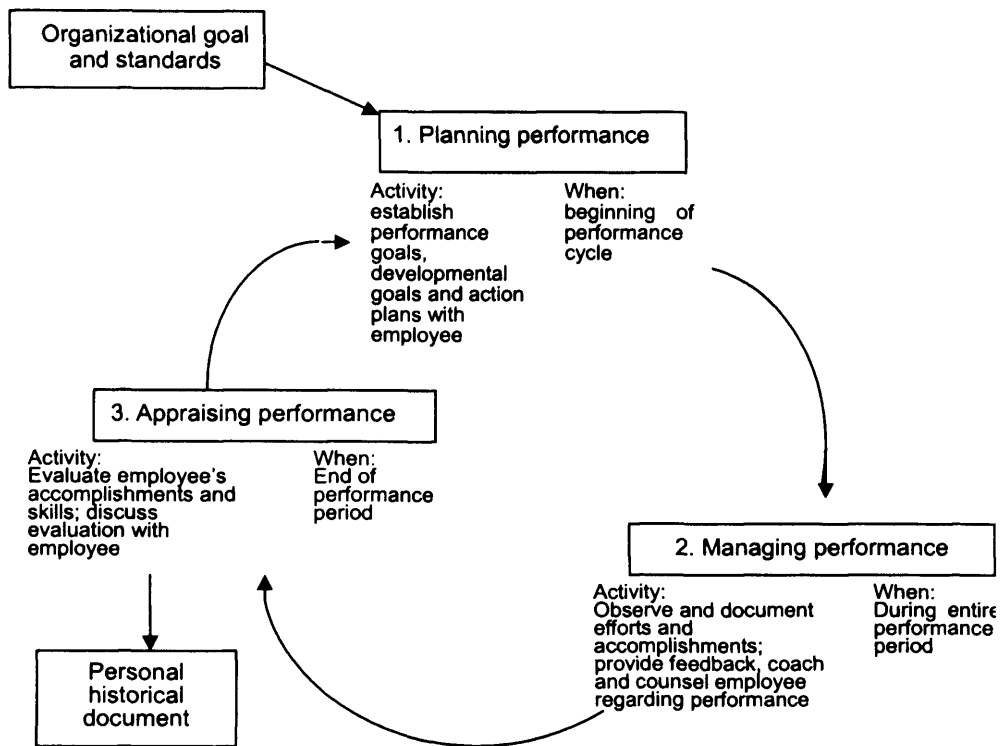 Organizational goal
and standards
1. Planning performance
Activity:
establish
performance
goals,
developmental
goals and action
plans with
employee
When:
beginning of
performance
cycle
3. Appraising performance
Activity:
Evaluate employee's
accomplishments and
skills; discuss
evaluation with
employee
When:
End of
performance
period
2. Managing performance
Activity:
Observe and document
efforts and
accomplishments;
provide feedback, coach
and counsel employee
regarding performance
When:
During entire
performance
period
Personal
historical
document